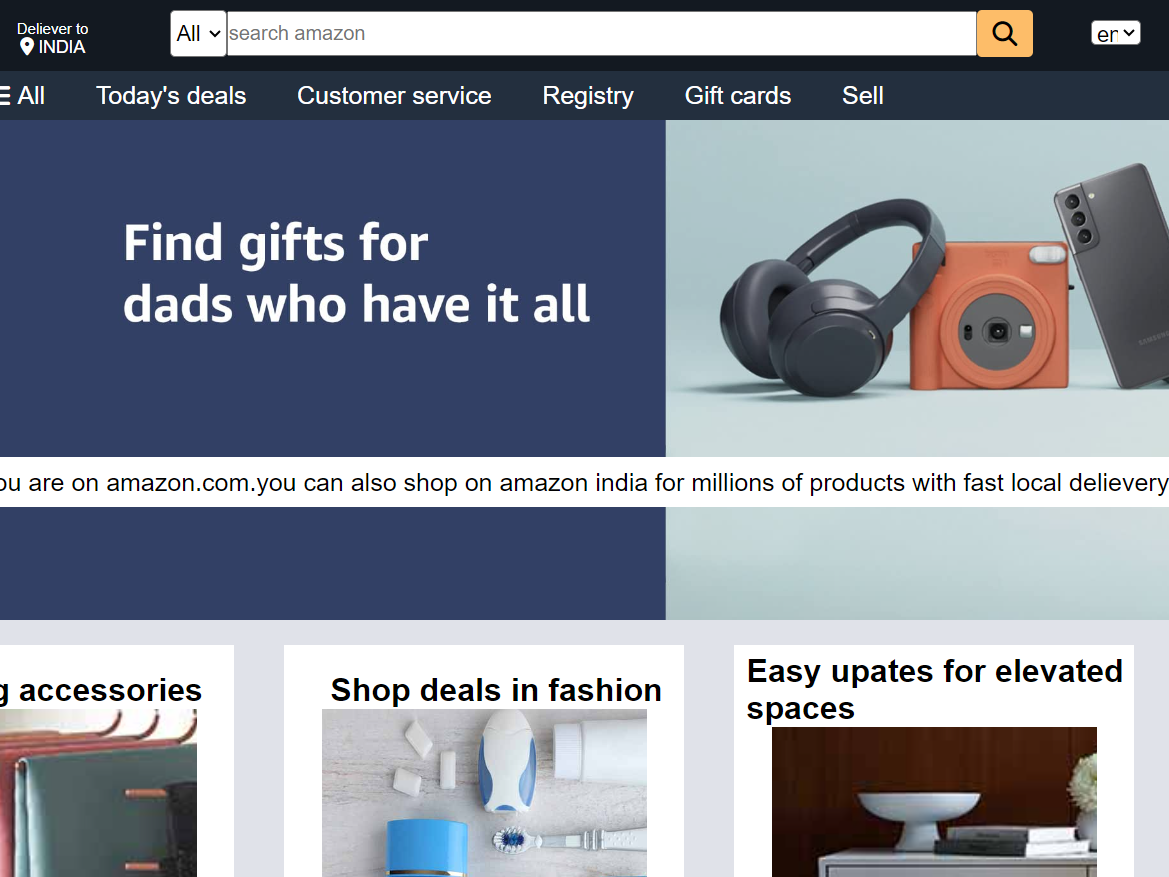 Deliever to
INDIA
All
search amazon
er
All
Today's deals
Customer service
Registry
Gift cards
Sell
Find gifts for
dads who have it all
SAMSUNG
ou are on amazon.com.you can also shop on amazon india for millions of products with fast local delievery
g accessories
Shop deals in fashion
Easy upates for elevated
spaces